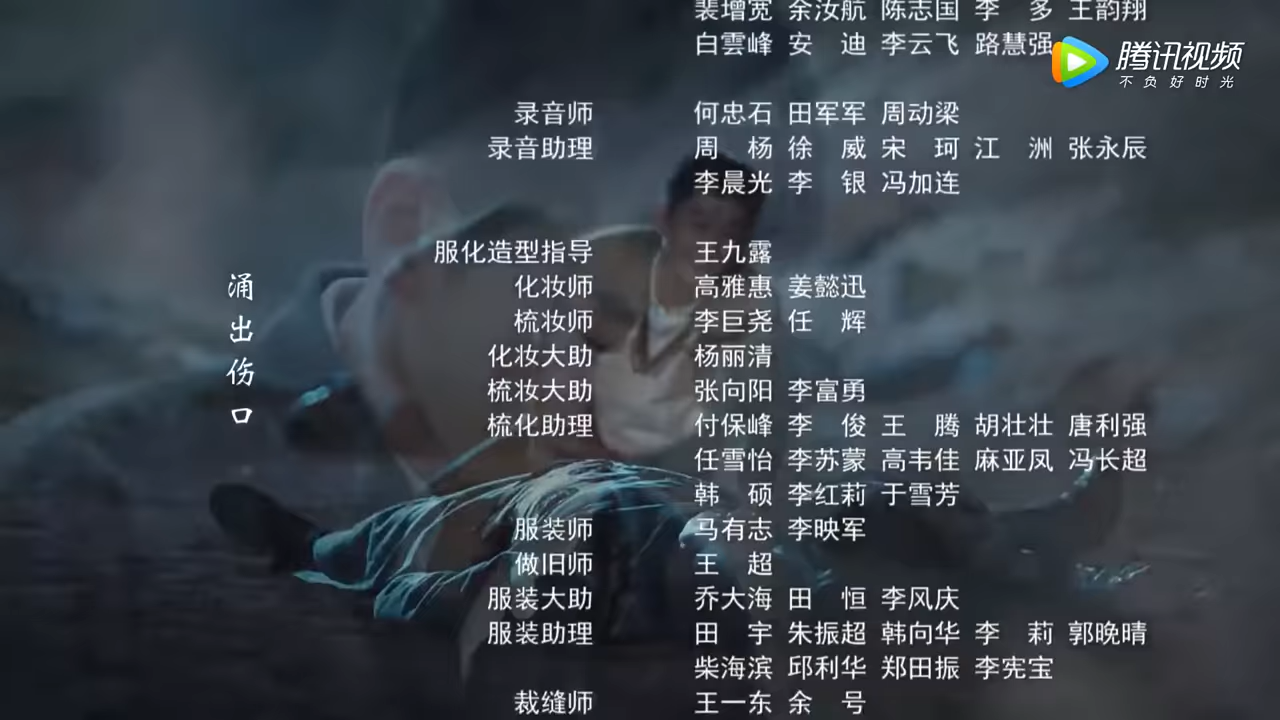 裴增宽 余汝航 陈志国 李　多 王韵翔
白雲峰 安　迪 李云飞 路慧强
腾讯视频
不负好时光
录音师 何忠石 田军军 周动梁
录音助理 周　杨 徐　威 宋　珂 江　洲 张永辰
李晨光 李　银 冯加连
服化造型指导 王九露
化妆师 高雅惠 姜懿迅
梳妆师 李巨尧 任　辉
化妆大助 杨丽清
梳妆大助 张向阳 李富勇
梳化助理 付保峰 李　俊 王　腾 胡壮壮 唐利强
任雪怡 李苏蒙 高韦佳 麻亚凤 冯长超
韩　硕 李红莉 于雪芳
服装师 马有志 李映军
做旧师 王　超
服装大助 乔大海 田　恒 李风庆
服装助理 田　宇 朱振超 韩向华 李　莉 郭晚晴
柴海滨 邱利华 郑田振 李宪宝
裁缝师 王一东 余　号
涌出伤口